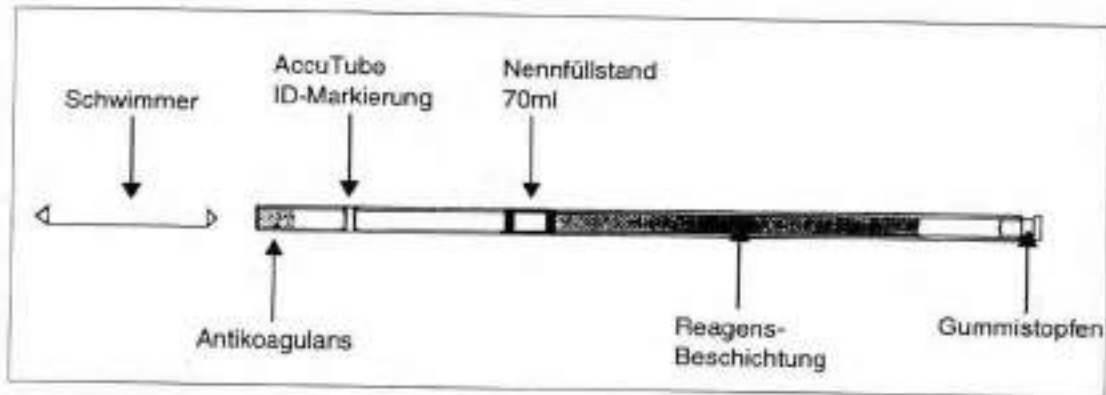 Schwimmer
AccuTube
ID-Markierung
Nennfüllstand
70ml
Antikoagulans
Reagens-
Beschichtung
Gummistopfen